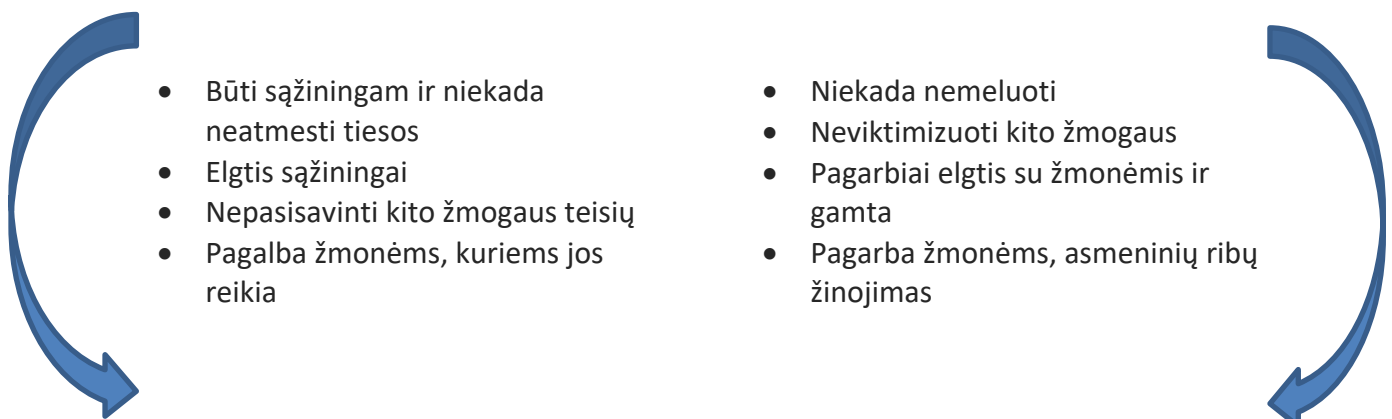 • Būti sąžiningam ir niekada
neatmesti tiesos
• Elgtis sąžiningai
• Nepasisavinti kito žmogaus teisių
• Pagalba žmonėms, kuriems jos
reikia
• Niekada nemeluoti
• Neviktimizuoti kito žmogaus
• Pagarbiai elgtis su žmonėmis ir
gamta
• Pagarba žmonėms, asmeninių ribų
žinojimas